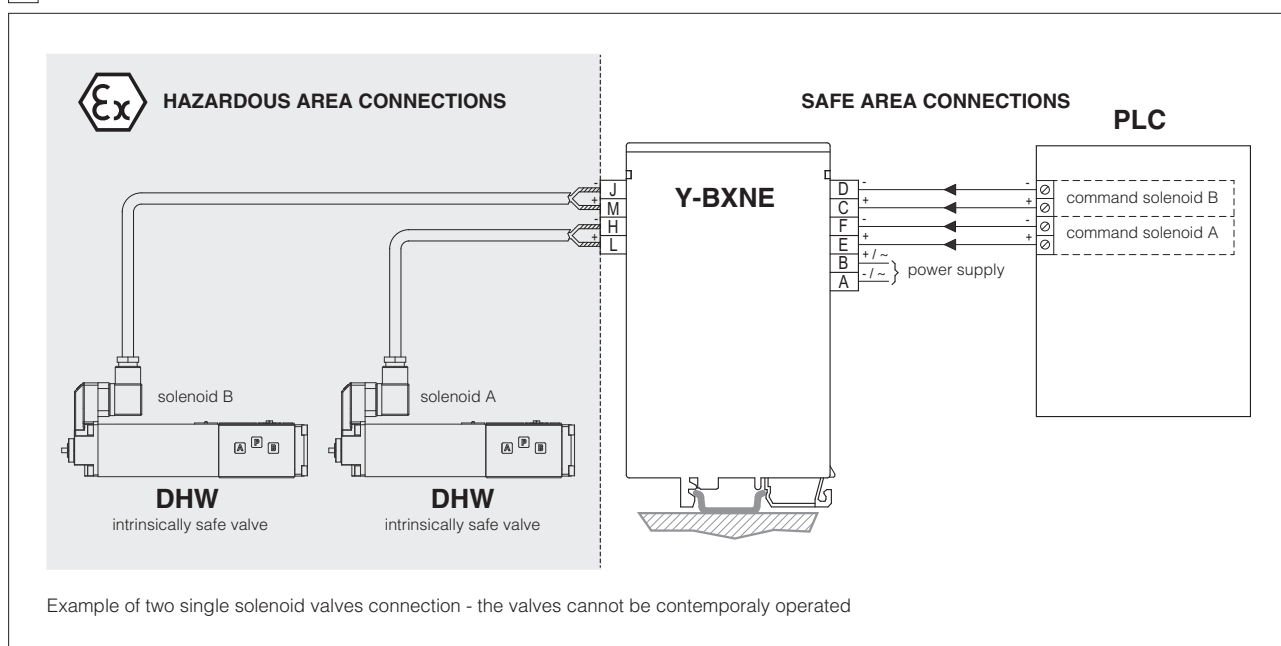 Ex HAZARDOUS AREA CONNECTIONS
SAFE AREA CONNECTIONS
PLC
Y-BXNE
- J
+ M
- H
+ L
D -
C +
F -
E +
B + / ~
A - / ~
power supply
- command solenoid B
+
- command solenoid A
+
solenoid B
solenoid A
A P B
A P B
DHW
intrinsically safe valve
DHW
intrinsically safe valve
Example of two single solenoid valves connection - the valves cannot be contemporaly operated